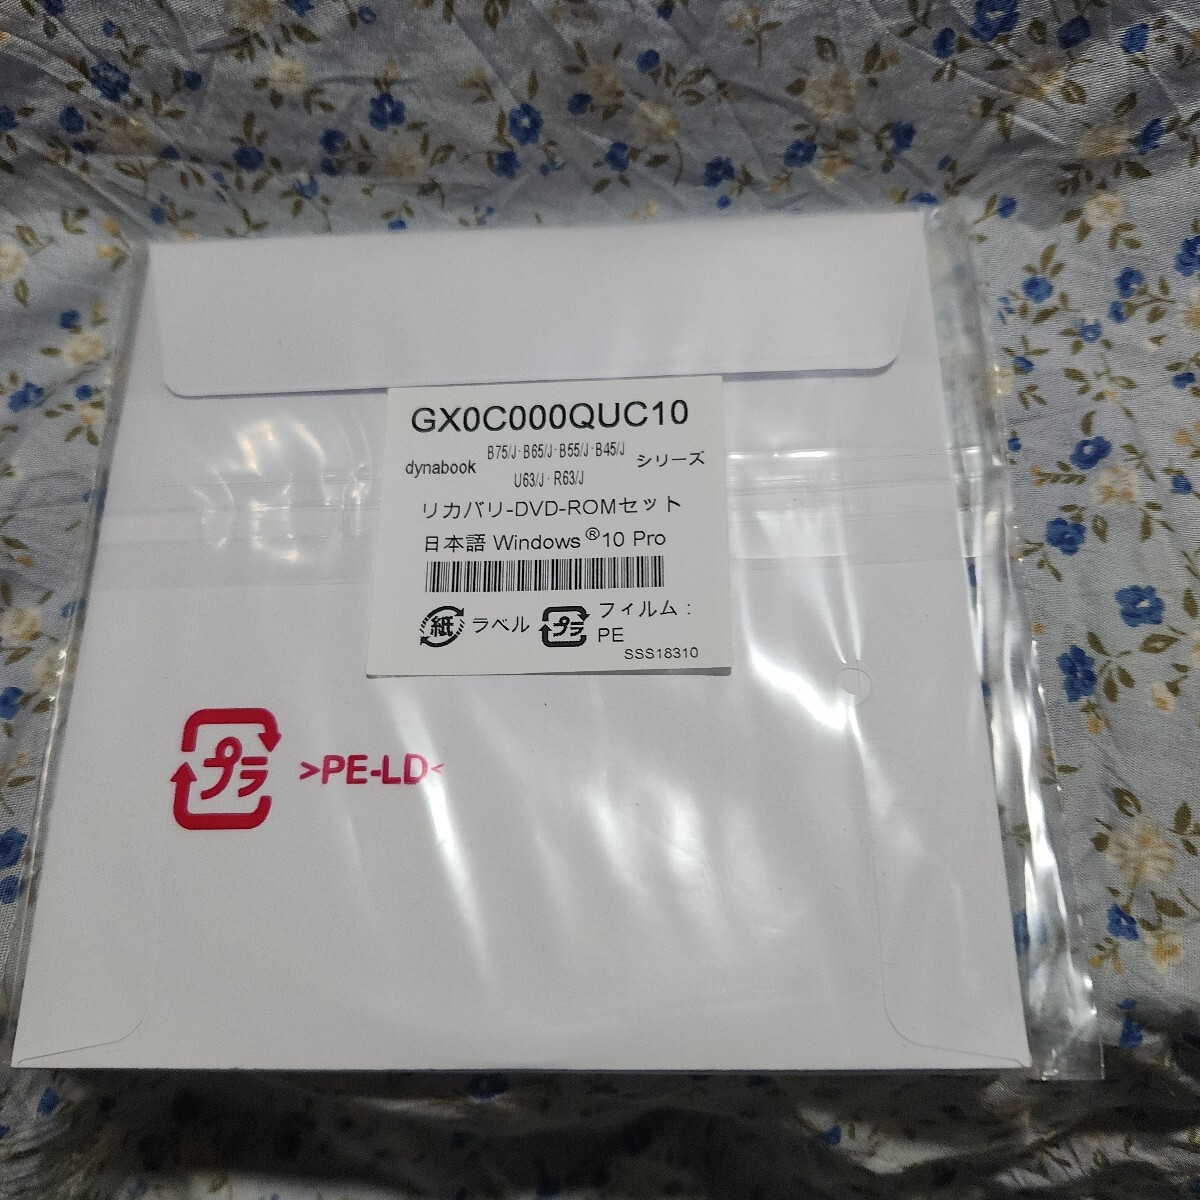 GX0C000QUC10
B75/J・B65/J・B55/J・B45/J
dynabook シリーズ
U63/J・R63/J
リカバリ-DVD-ROMセット
日本語 Windows®10 Pro
紙 ラベル プラ フィルム:
PE
SSS18310
プラ >PE-LD<